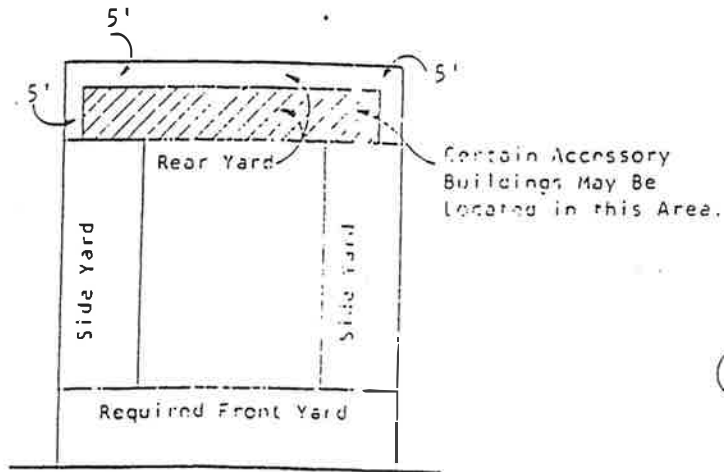 5'
5'
5'
Rear Yard
Certain Accessory
Buildings May Be
Located in this Area.
Side Yard
Side Yard
Required Front Yard